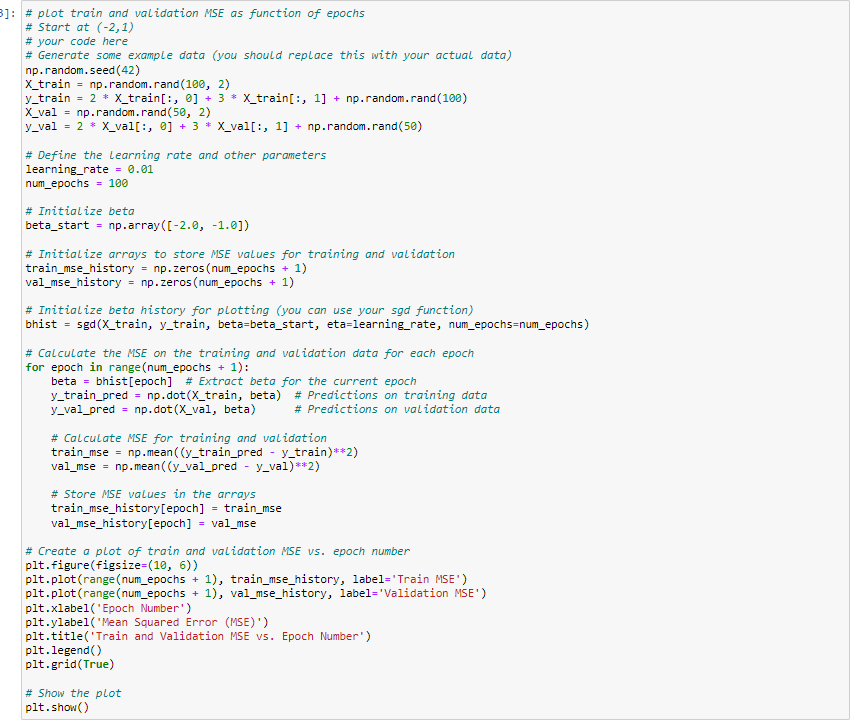 3]:
# plot train and validation MSE as function of epochs
# Start at (-2,1)
# your code here
# Generate some example data (you should replace this with your actual data)
np.random.seed(42)
X_train = np.random.rand(100, 2)
y_train = 2 * X_train[:, 0] + 3 * X_train[:, 1] + np.random.rand(100)
X_val = np.random.rand(50, 2)
y_val = 2 * X_val[:, 0] + 3 * X_val[:, 1] + np.random.rand(50)

# Define the learning rate and other parameters
learning_rate = 0.01
num_epochs = 100

# Initialize beta
beta_start = np.array([-2.0, -1.0])

# Initialize arrays to store MSE values for training and validation
train_mse_history = np.zeros(num_epochs + 1)
val_mse_history = np.zeros(num_epochs + 1)

# Initialize beta history for plotting (you can use your sgd function)
bhist = sgd(X_train, y_train, beta=beta_start, eta=learning_rate, num_epochs=num_epochs)

# Calculate the MSE on the training and validation data for each epoch
for epoch in range(num_epochs + 1):
    beta = bhist[epoch]  # Extract beta for the current epoch
    y_train_pred = np.dot(X_train, beta)  # Predictions on training data
    y_val_pred = np.dot(X_val, beta)      # Predictions on validation data

    # Calculate MSE for training and validation
    train_mse = np.mean((y_train_pred - y_train)**2)
    val_mse = np.mean((y_val_pred - y_val)**2)

    # Store MSE values in the arrays
    train_mse_history[epoch] = train_mse
    val_mse_history[epoch] = val_mse

# Create a plot of train and validation MSE vs. epoch number
plt.figure(figsize=(10, 6))
plt.plot(range(num_epochs + 1), train_mse_history, label='Train MSE')
plt.plot(range(num_epochs + 1), val_mse_history, label='Validation MSE')
plt.xlabel('Epoch Number')
plt.ylabel('Mean Squared Error (MSE)')
plt.title('Train and Validation MSE vs. Epoch Number')
plt.legend()
plt.grid(True)

# Show the plot
plt.show()